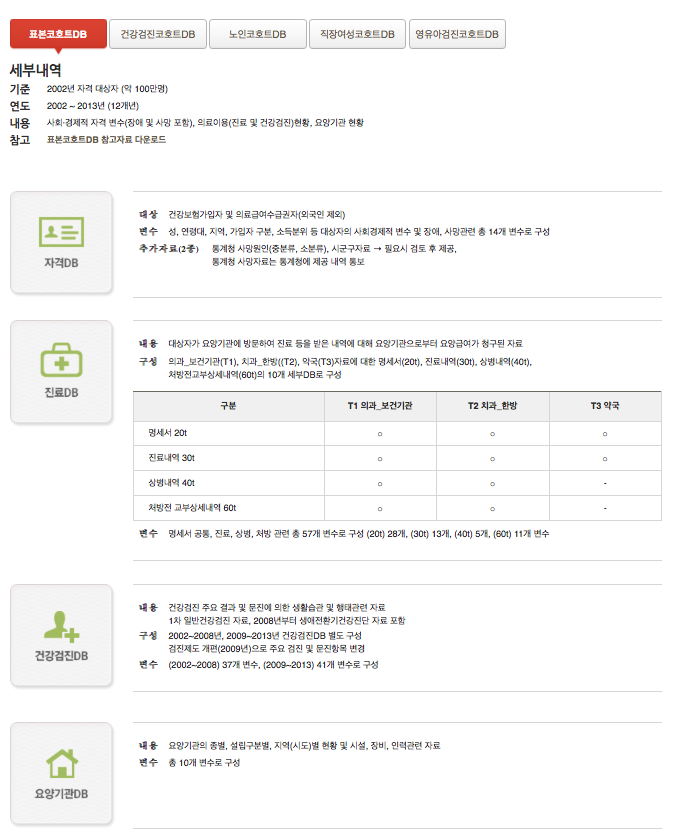 표본코호트DB 건강검진코호트DB 노인코호트DB 직장여성코호트DB 영유아검진코호트DB
세부내역
기준 2002년 자격 대상자 (약 100만명)
연도 2002 ~ 2013년 (12개년)
내용 사회·경제적 자격 변수(장애 및 사망 포함), 의료이용(진료 및 건강검진)현황, 요양기관 현황
참고 표본코호트DB 참고자료 다운로드
자격DB
대상 건강보험가입자 및 의료급여수급권자(외국인 제외)
변수 성, 연령대, 지역, 가입자 구분, 소득분위 등 대상자의 사회경제적 변수 및 장애, 사망관련 총 14개 변수로 구성
추가자료(2종) 통계청 사망원인(중분류, 소분류), 시군구자료 → 필요시 검토 후 제공,
통계청 사망자료는 통계청에 제공 내역 통보
진료DB
내용 대상자가 요양기관에 방문하여 진료 등을 받은 내역에 대해 요양기관으로부터 요양급여가 청구된 자료
구성 의과_보건기관(T1), 치과_한방((T2), 약국(T3)자료에 대한 명세서(20t), 진료내역(30t), 상병내역(40t),
처방전교부상세내역(60t)의 10개 세부DB로 구성
구분 T1 의과_보건기관 T2 치과_한방 T3 약국
명세서 20t ○ ○ ○
진료내역 30t ○ ○ ○
상병내역 40t ○ ○ -
처방전 교부상세내역 60t ○ ○ -
변수 명세서 공통, 진료, 상병, 처방 관련 총 57개 변수로 구성 (20t) 28개, (30t) 13개, (40t) 5개, (60t) 11개 변수
건강검진DB
내용 건강검진 주요 결과 및 문진에 의한 생활습관 및 행태관련 자료
1차 일반건강검진 자료, 2008년부터 생애전환기건강진단 자료 포함
구성 2002~2008년, 2009~2013년 건강검진DB 별도 구성
검진제도 개편(2009년)으로 주요 검진 및 문진항목 변경
변수 (2002~2008) 37개 변수, (2009~2013) 41개 변수로 구성
요양기관DB
내용 요양기관의 종별, 설립구분별, 지역(시도)별 현황 및 시설, 장비, 인력관련 자료
변수 총 10개 변수로 구성